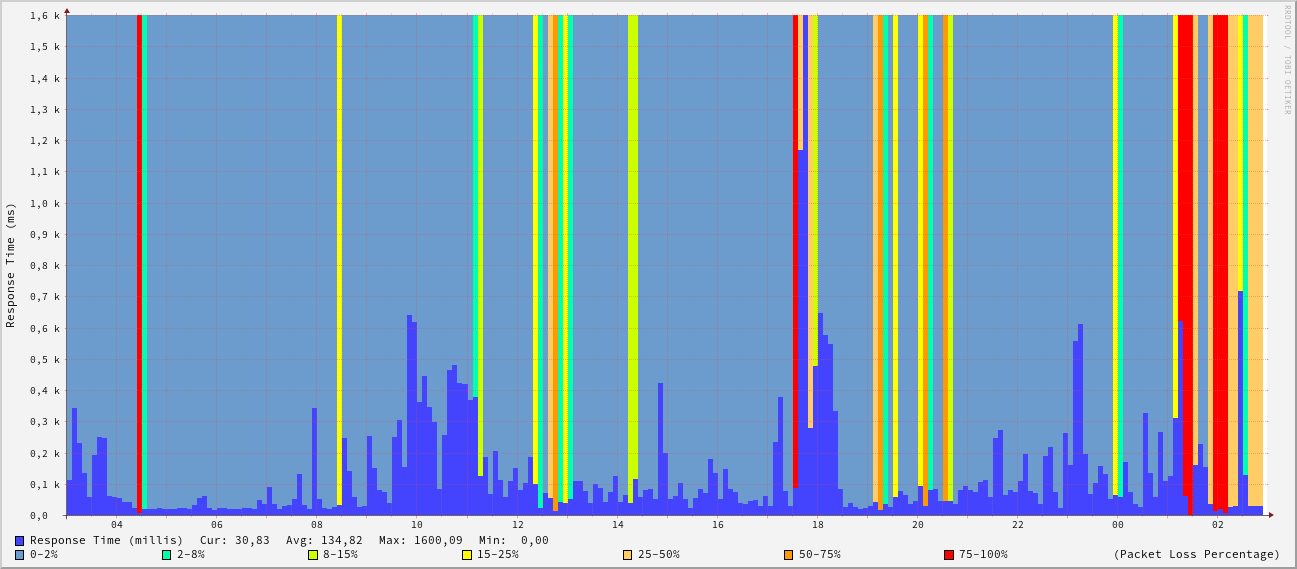 RRDTOOL / TOBI OETIKER
Response Time (ms)
1,6 k
1,5 k
1,4 k
1,3 k
1,2 k
1,1 k
1,0 k
0,9 k
0,8 k
0,7 k
0,6 k
0,5 k
0,4 k
0,3 k
0,2 k
0,1 k
0,0
04 06 08 10 12 14 16 18 20 22 00 02
Response Time (millis) Cur: 30,83 Avg: 134,82 Max: 1600,09 Min: 0,00
0-2% 2-8% 8-15% 15-25% 25-50% 50-75% 75-100% (Packet Loss Percentage)